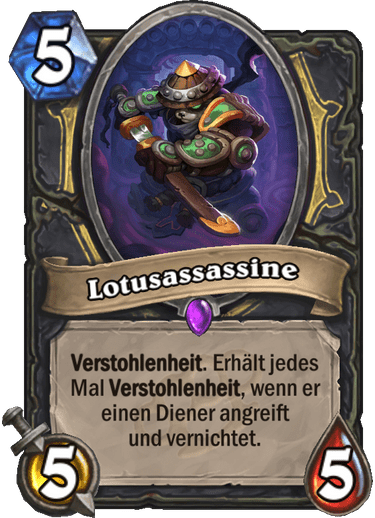 5
Lotusassassine
Verstohlenheit. Erhält jedes
Mal Verstohlenheit, wenn er
einen Diener angreift
und vernichtet.
5
5